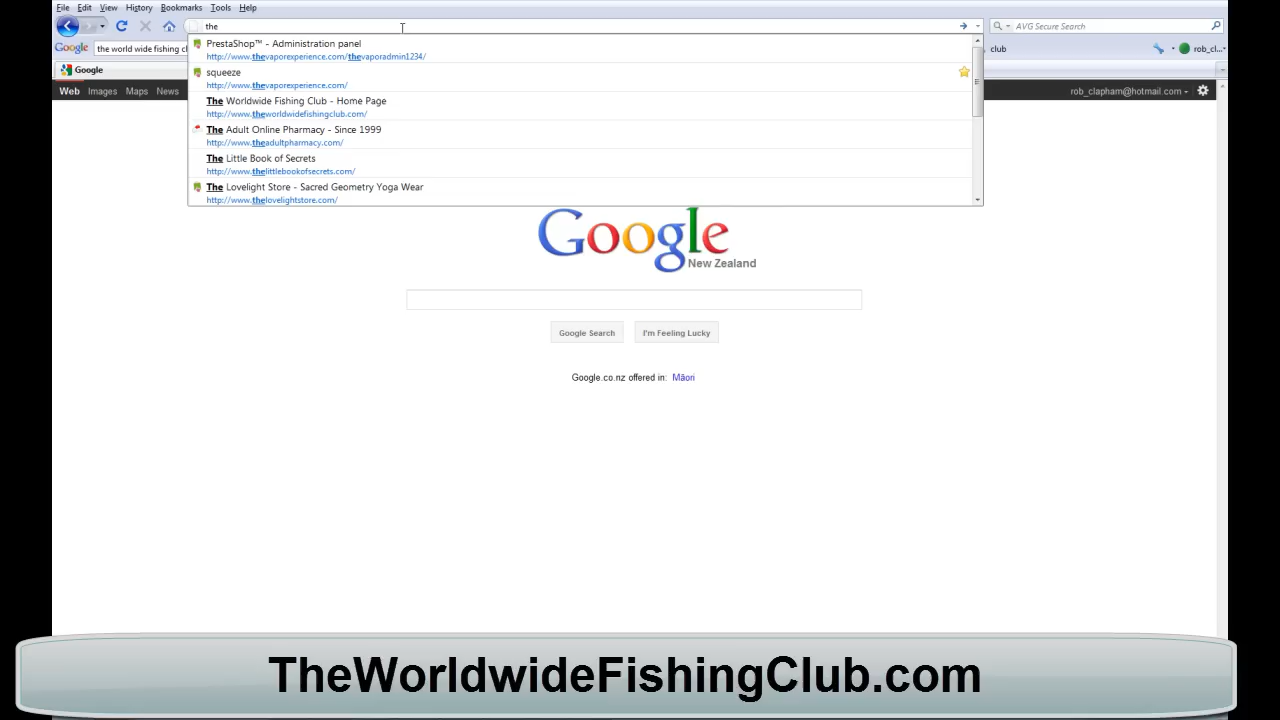 File Edit View History Bookmarks Tools Help
the
AVG Secure Search
Google the world wide fishing cl
club
rob_cl...
PrestaShop™ - Administration panel
http://www.thevaporexperience.com/thevaporadmin1234/
squeeze
http://www.thevaporexperience.com/
The Worldwide Fishing Club - Home Page
http://www.theworldwidefishingclub.com/
The Adult Online Pharmacy - Since 1999
http://www.theadultpharmacy.com/
The Little Book of Secrets
http://www.thelittlebookofsecrets.com/
The Lovelight Store - Sacred Geometry Yoga Wear
http://www.thelovelightstore.com/
Google
Web Images Maps News
rob_clapham@hotmail.com
Google
New Zealand
Google Search I'm Feeling Lucky
Google.co.nz offered in: Māori
TheWorldwideFishingClub.com